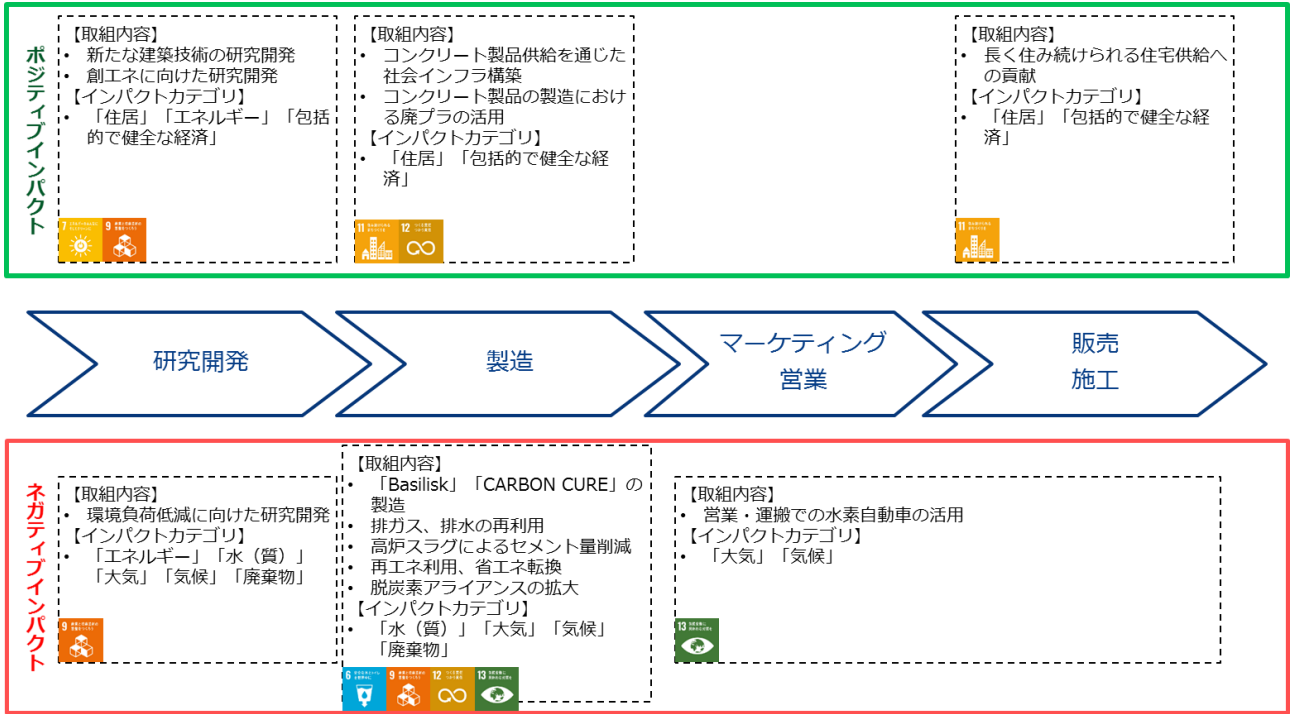 ポジティブインパクト
【取組内容】
• 新たな建築技術の研究開発
• 創エネに向けた研究開発
【インパクトカテゴリ】
• 「住居」「エネルギー」「包括
的で健全な経済」
7
9
【取組内容】
• コンクリート製品供給を通じた
社会インフラ構築
• コンクリート製品の製造におけ
る廃プラの活用
【インパクトカテゴリ】
• 「住居」「包括的で健全な経
済」
11
12
【取組内容】
• 長く住み続けられる住宅供給へ
の貢献
【インパクトカテゴリ】
• 「住居」「包括的で健全な経
済」
11
研究開発
製造
マーケティング
営業
販売
施工
ネガティブインパクト
【取組内容】
• 環境負荷低減に向けた研究開発
【インパクトカテゴリ】
• 「エネルギー」「水（質）」
「大気」「気候」「廃棄物」
9
【取組内容】
• 「Basilisk」「CARBON CURE」の
製造
• 排ガス、排水の再利用
• 高炉スラグによるセメント量削減
• 再エネ利用、省エネ転換
• 脱炭素アライアンスの拡大
【インパクトカテゴリ】
• 「水（質）」「大気」「気候」
「廃棄物」
6
9
12
13
【取組内容】
• 営業・運搬での水素自動車の活用
【インパクトカテゴリ】
• 「大気」「気候」
13